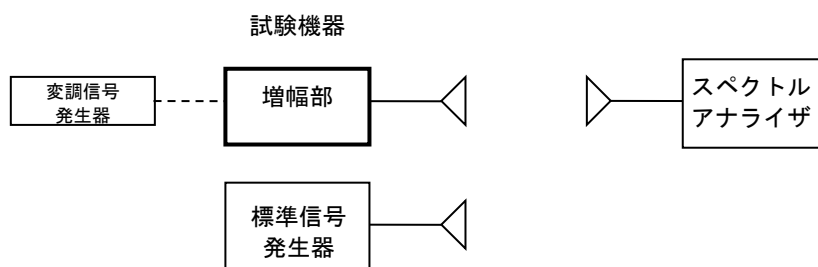 試験機器
変調信号
発生器
増幅部
スペクトル
アナライザ
標準信号
発生器